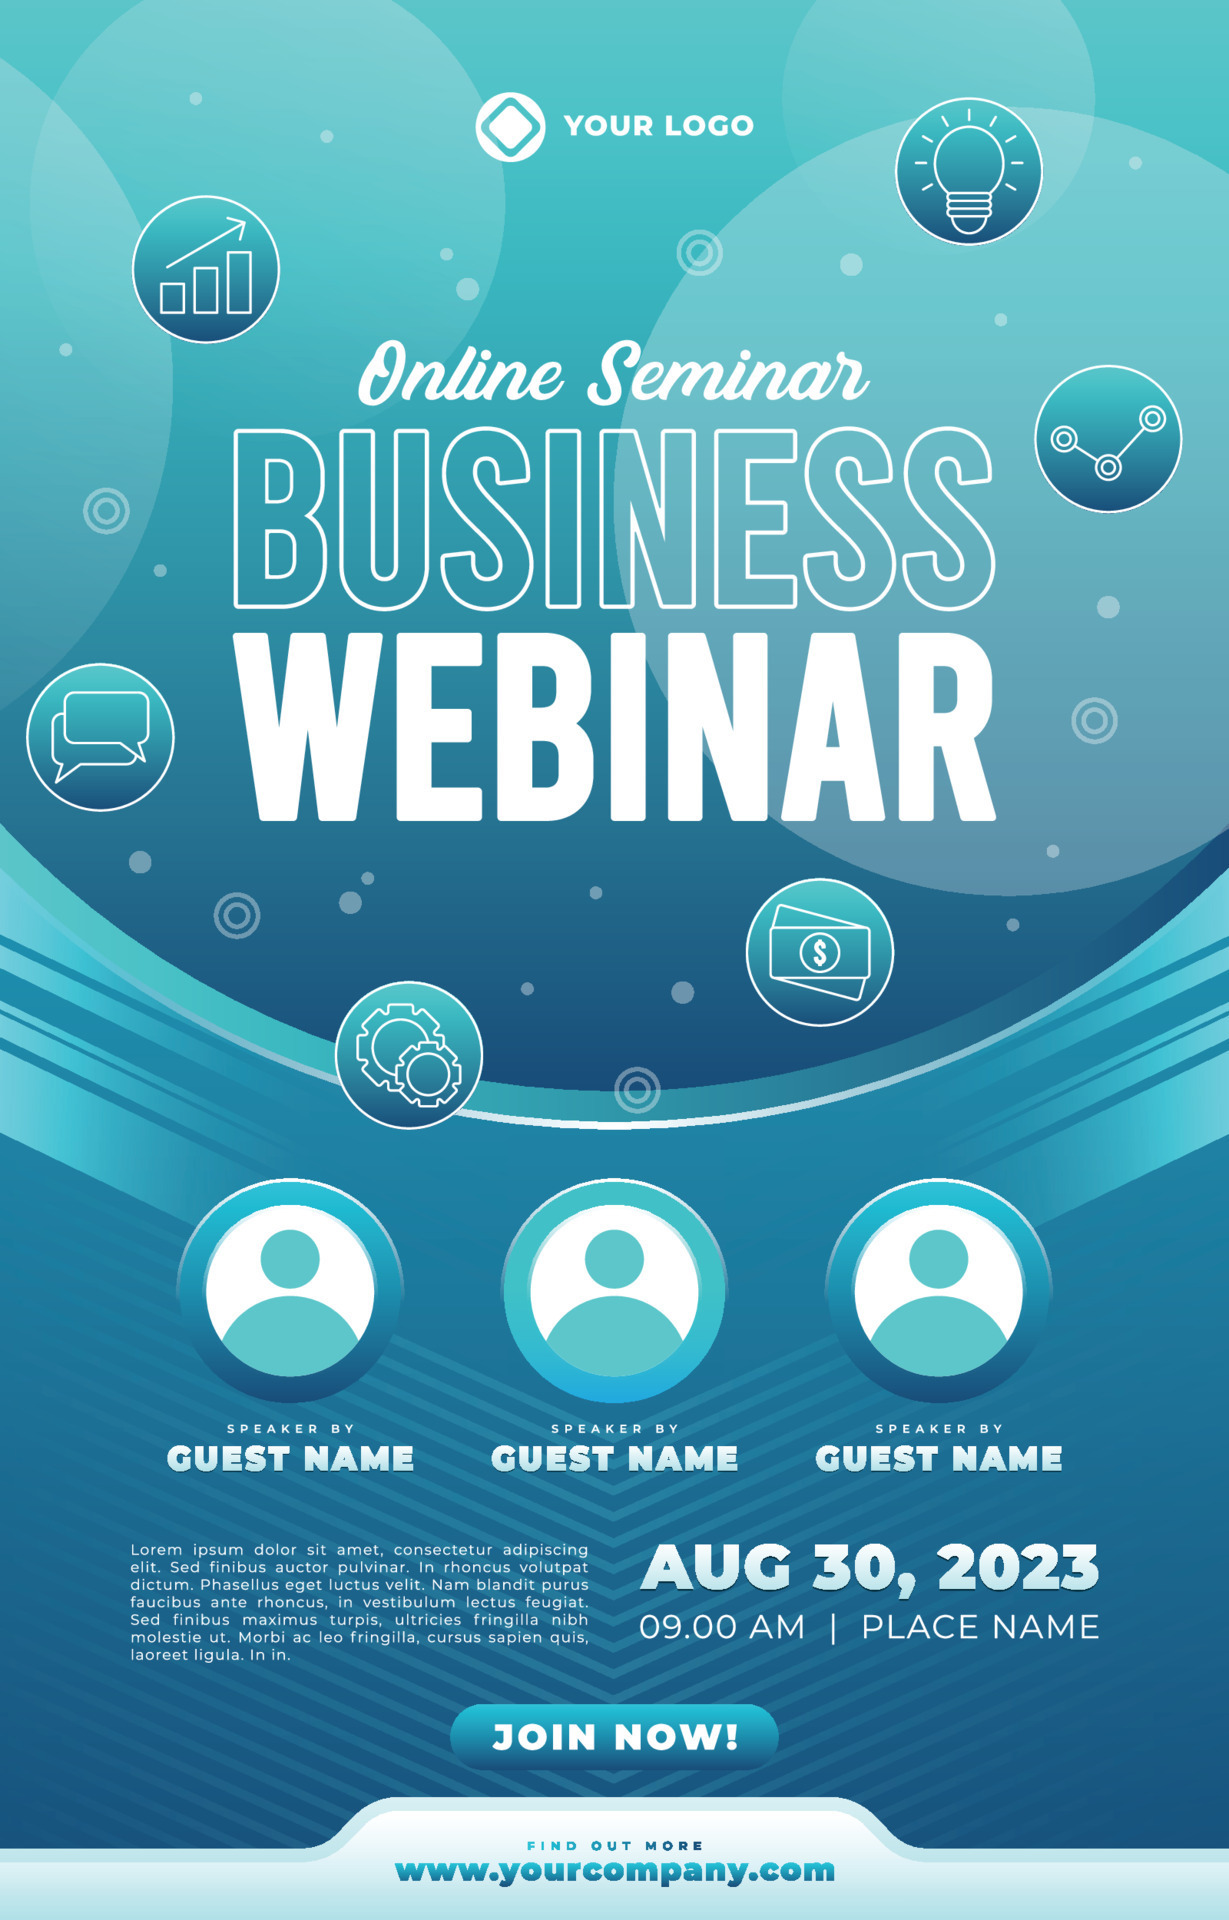 YOUR LOGO
Online Seminar
BUSINESS
WEBINAR
$
SPEAKER BY
GUEST NAME
SPEAKER BY
GUEST NAME
SPEAKER BY
GUEST NAME
Lorem ipsum dolor sit amet, consectetur adipiscing
elit. Sed finibus auctor pulvinar. In rhoncus volutpat
dictum. Phasellus eget luctus velit. Nam blandit purus
faucibus ante rhoncus, in vestibulum lectus feugiat.
Sed finibus maximus turpis, ultricies fringilla nibh
molestie ut. Morbi ac leo fringilla, cursus sapien quis,
laoreet ligula. In in.
AUG 30, 2023
09.00 AM | PLACE NAME
JOIN NOW!
FIND OUT MORE
www.yourcompany.com